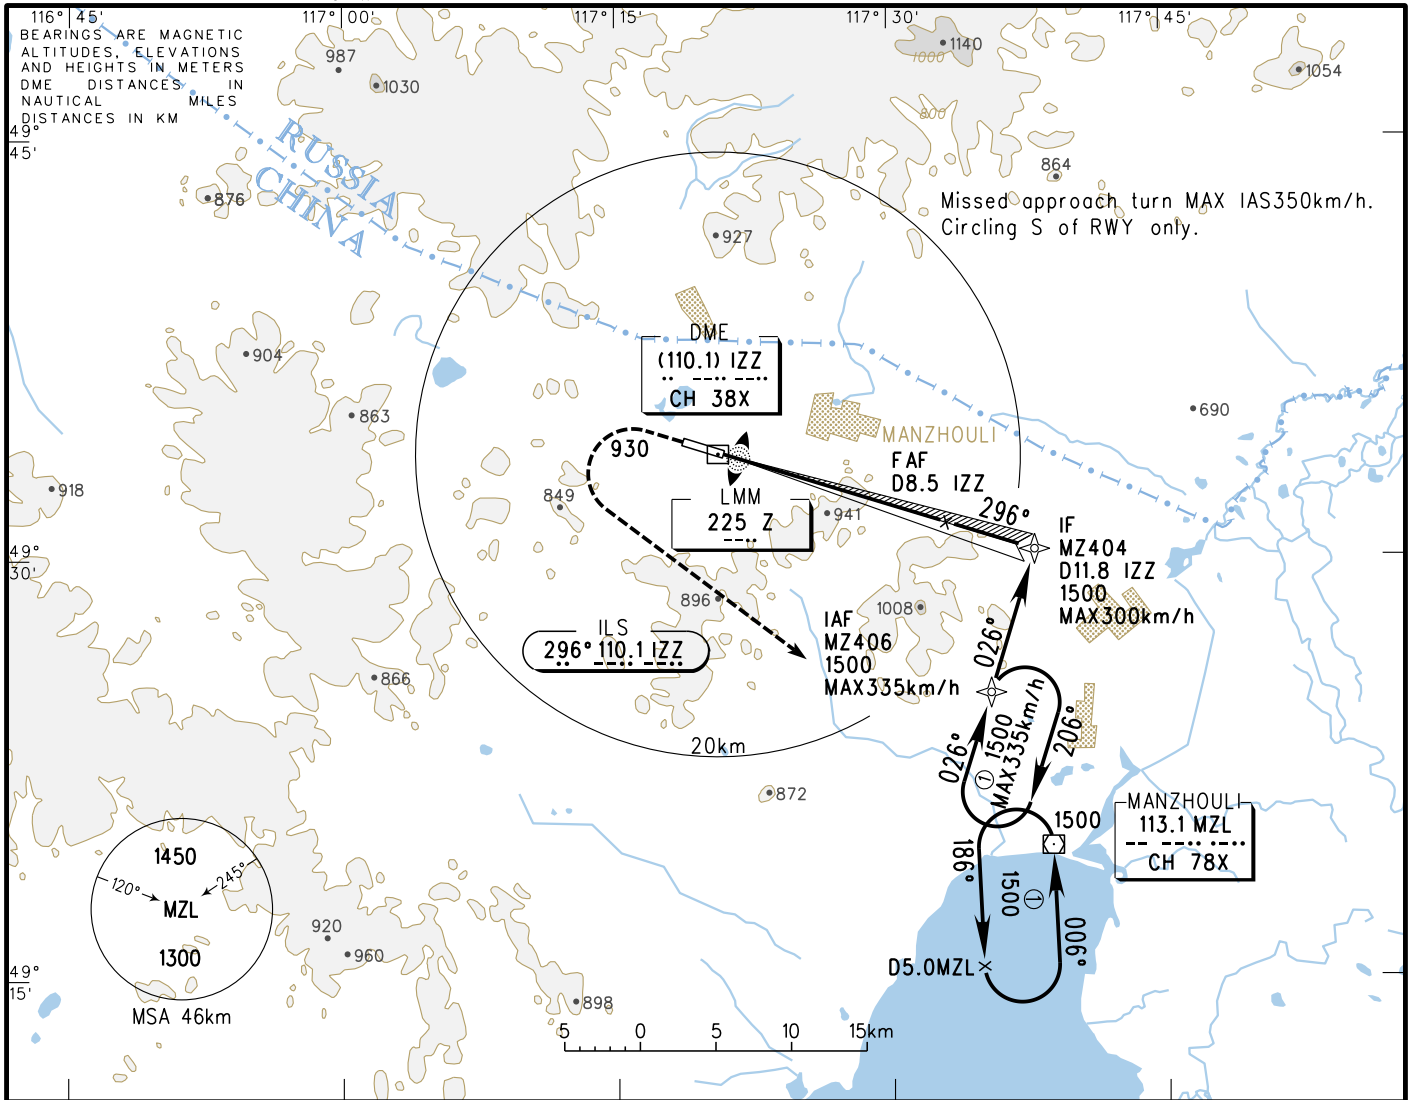 116° 45'
117° 00'
117° 15'
117° 30'
117° 45'
BEARINGS ARE MAGNETIC
ALTITUDES, ELEVATIONS
AND HEIGHTS IN METERS
DME DISTANCES IN
NAUTICAL MILES
DISTANCES IN KM
987
1030
1140
1000
1054
800
49°
45'
RUSSIA
CHINA
864
876
Missed approach turn MAX IAS350km/h.
Circling S of RWY only.
927
DME
(110.1) IZZ
CH 38X
904
863
690
MANZHOULI
930
FAF
D8.5 IZZ
918
849
LMM
225 Z
941
296°
IF
MZ404
D11.8 IZZ
1500
MAX300km/h
49°
30'
896
1008
IAF
MZ406
1500
MAX335km/h
ILS
296° 110.1 IZZ
026°
866
20km
026°
1 1500
MAX335km/h
206°
872
1500
MANZHOULI
113.1 MZL
CH 78X
186°
1500
1
006°
D5.0MZL
1450
120°
245°
MZL
1300
MSA 46km
920
960
898
49°
15'
5 0 5 10 15km